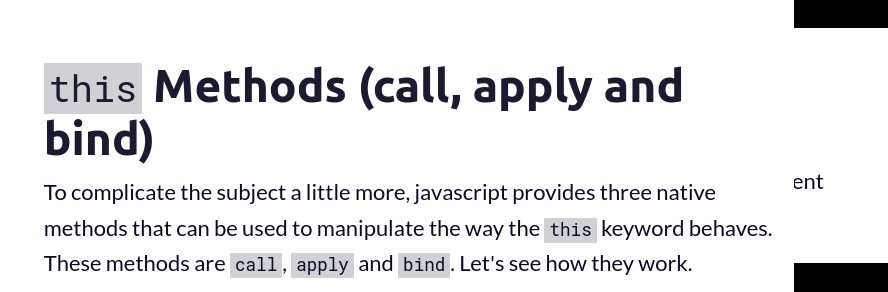 this Methods (call, apply and
bind)
To complicate the subject a little more, javascript provides three native
methods that can be used to manipulate the way the this keyword behaves.
These methods are call, apply and bind. Let's see how they work.
ent